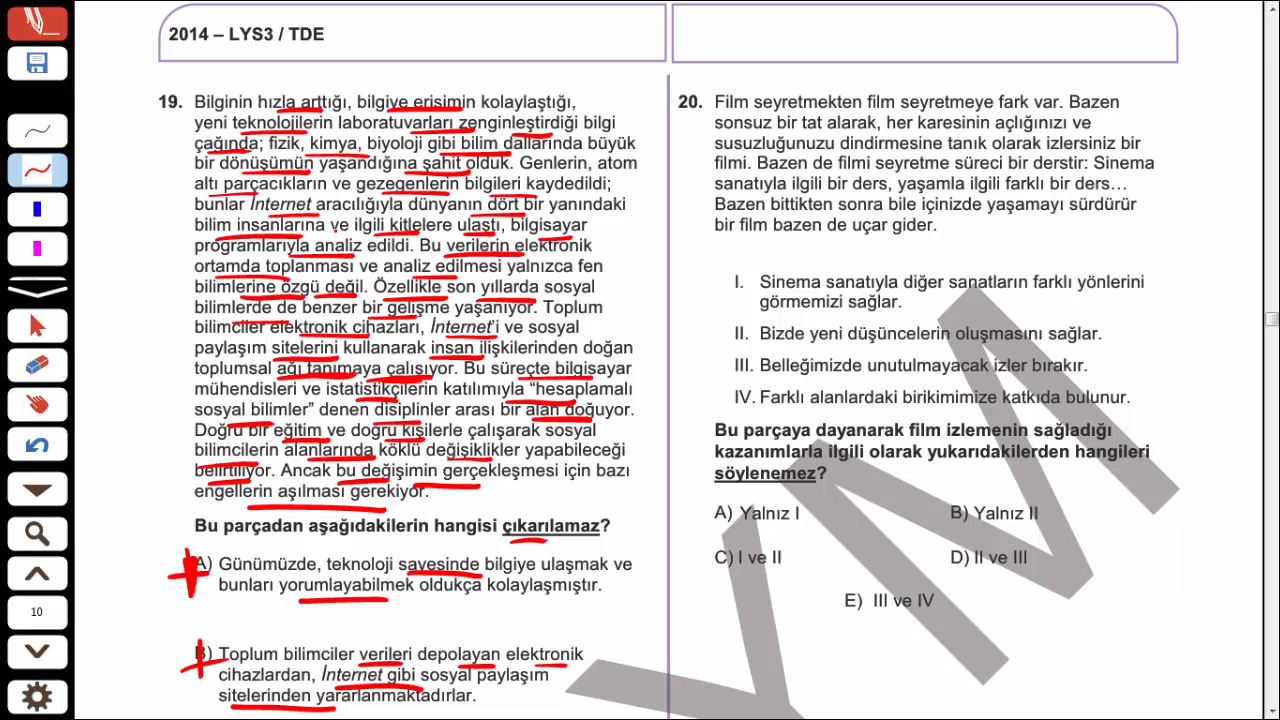 2014 – LYS3 / TDE
19. Bilginin hızla arttığı, bilgiye erişimin kolaylaştığı,
yeni teknolojilerin laboratuvarları zenginleştirdiği bilgi
çağında; fizik, kimya, biyoloji gibi bilim dallarında büyük
bir dönüşümün yaşandığına şahit olduk. Genlerin, atom
altı parçacıkların ve gezegenlerin bilgileri kaydedildi;
bunlar İnternet aracılığıyla dünyanın dört bir yanındaki
bilim insanlarına ve ilgili kitlelere ulaştı, bilgisayar
programlarıyla analiz edildi. Bu verilerin elektronik
ortamda toplanması ve analiz edilmesi yalnızca fen
bilimlerine özgü değil. Özellikle son yıllarda sosyal
bilimlerde de benzer bir gelişme yaşanıyor. Toplum
bilimciler elektronik cihazları, İnternet'i ve sosyal
paylaşım sitelerini kullanarak insan ilişkilerinden doğan
toplumsal ağı tanımaya çalışıyor. Bu süreçte bilgisayar
mühendisleri ve istatistikçilerin katılımıyla “hesaplamalı
sosyal bilimler” denen disiplinler arası bir alan doğuyor.
Doğru bir eğitim ve doğru kişilerle çalışarak sosyal
bilimcilerin alanlarında köklü değişiklikler yapabileceği
belirtiliyor. Ancak bu değişimin gerçekleşmesi için bazı
engellerin aşılması gerekiyor.
Bu parçadan aşağıdakilerin hangisi çıkarılamaz?
A) Günümüzde, teknoloji sayesinde bilgiye ulaşmak ve
bunları yorumlayabilmek oldukça kolaylaşmıştır.
B) Toplum bilimciler verileri depolayan elektronik
cihazlardan, İnternet gibi sosyal paylaşım
sitelerinden yararlanmaktadırlar.
20. Film seyretmekten film seyretmeye fark var. Bazen
sonsuz bir tat alarak, her karesinin açlığınızı ve
susuzluğunuzu dindirmesine tanık olarak izlersiniz bir
filmi. Bazen de filmi seyretme süreci bir derstir: Sinema
sanatıyla ilgili bir ders, yaşamla ilgili farklı bir ders…
Bazen bittikten sonra bile içinizde yaşamayı sürdürür
bir film bazen de uçar gider.
I. Sinema sanatıyla diğer sanatların farklı yönlerini
görmemizi sağlar.
II. Bizde yeni düşüncelerin oluşmasını sağlar.
III. Belleğimizde unutulmayacak izler bırakır.
IV. Farklı alanlardaki birikimimize katkıda bulunur.
Bu parçaya dayanarak film izlemenin sağladığı
kazanımlarla ilgili olarak yukarıdakilerden hangileri
söylenemez?
A) Yalnız I
B) Yalnız II
C) I ve II
D) II ve III
E) III ve IV
10
YM